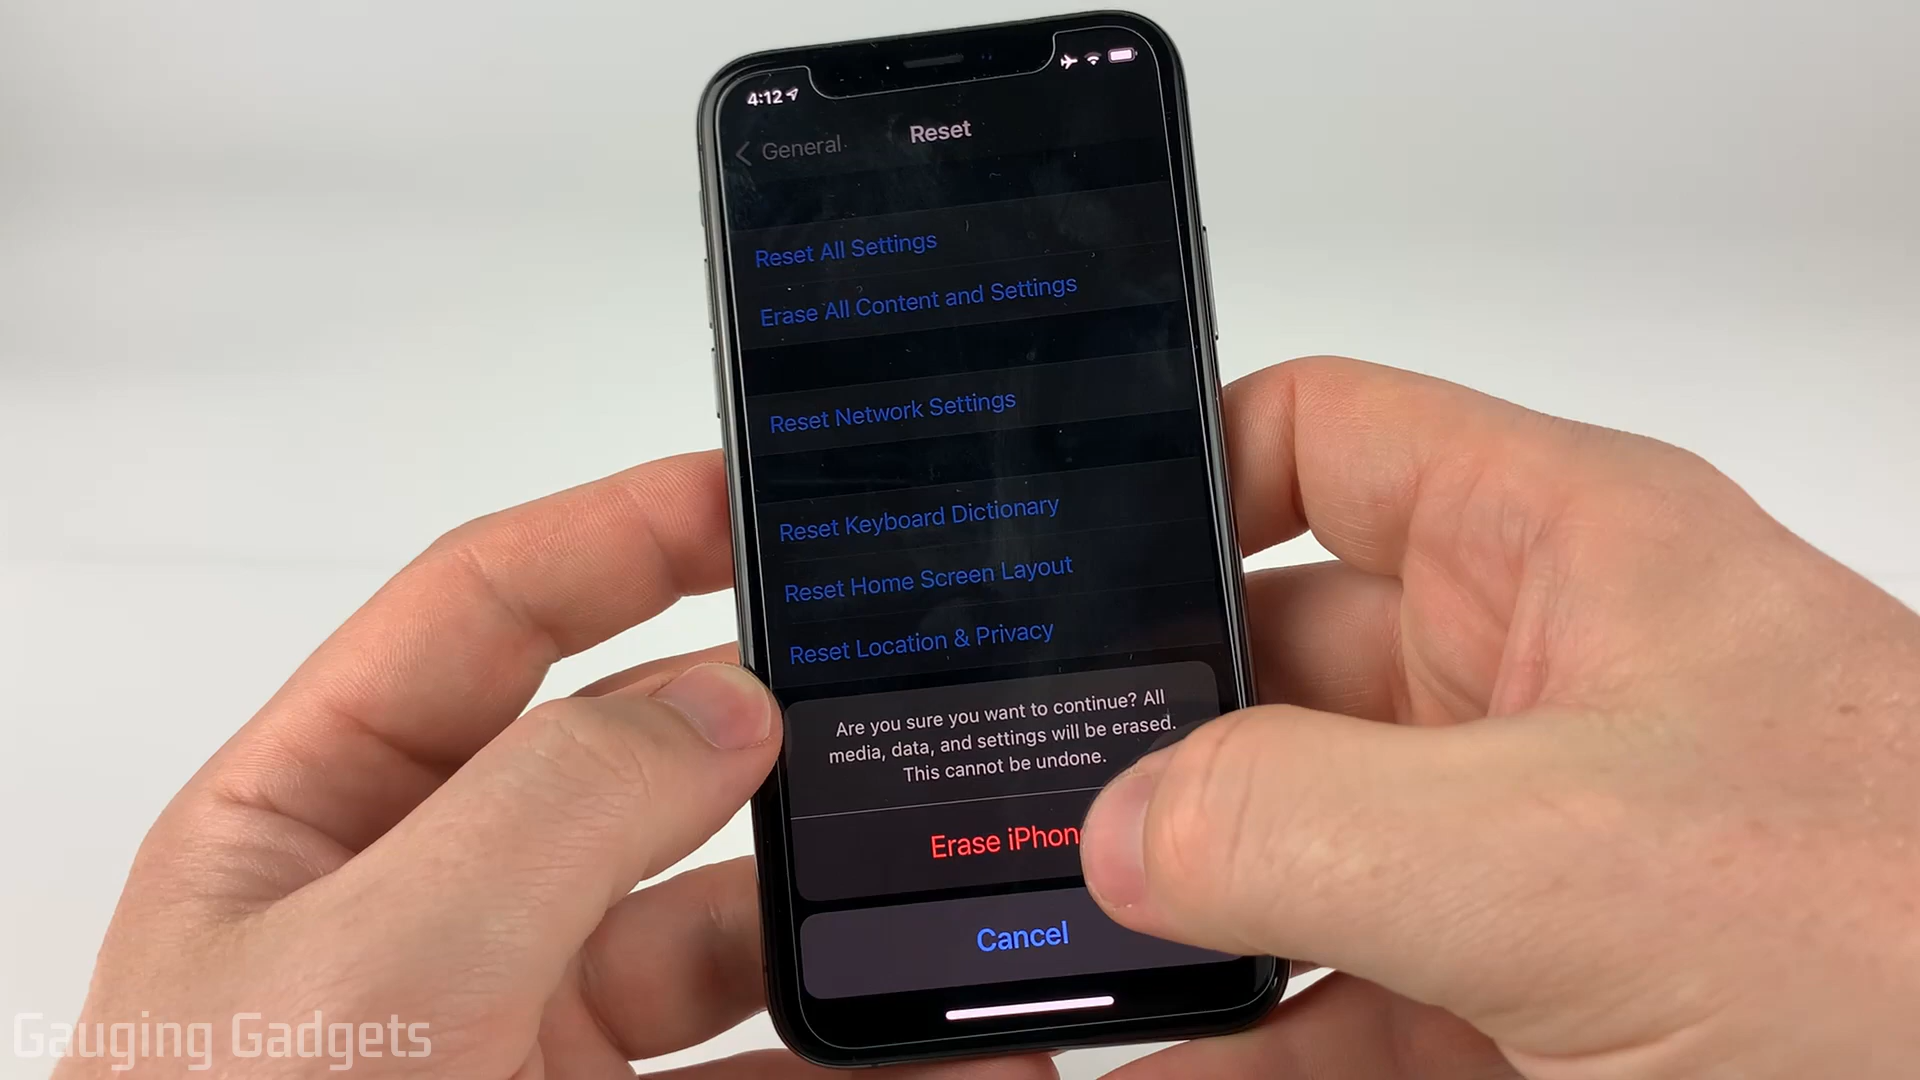 4:12
General
Reset
Reset All Settings
Erase All Content and Settings
Reset Network Settings
Reset Keyboard Dictionary
Reset Home Screen Layout
Reset Location & Privacy
Are you sure you want to continue? All
media, data, and settings will be erased.
This cannot be undone.
Erase iPhon
Cancel
Gauging Gadgets